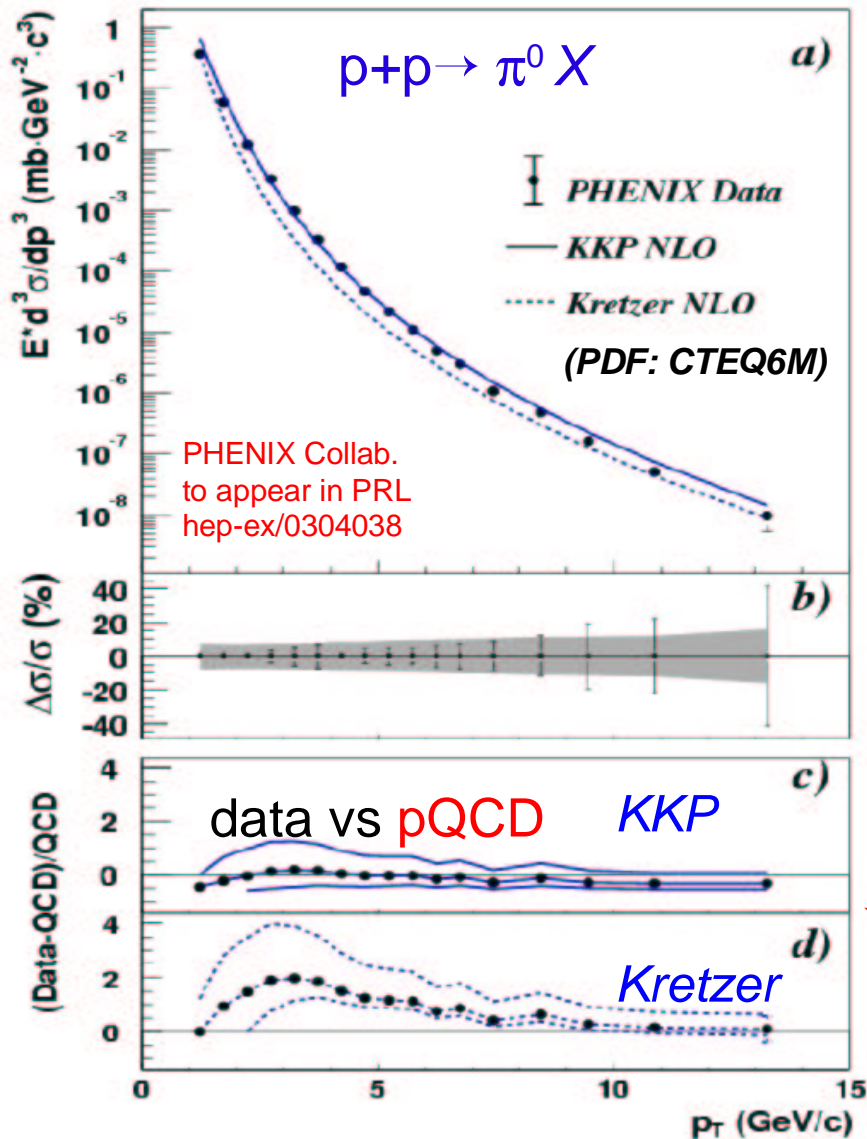 E*d³σ/dp³ (mb·GeV⁻²·c³)
1
10⁻¹
10⁻²
10⁻³
10⁻⁴
10⁻⁵
10⁻⁶
10⁻⁷
10⁻⁸
a)
p+p→ π⁰ X
PHENIX Data
KKP NLO
Kretzer NLO
(PDF: CTEQ6M)
PHENIX Collab.
to appear in PRL
hep-ex/0304038
Δσ/σ (%)
40
20
0
-20
-40
b)
(Data-QCD)/QCD
4
2
0
c)
data vs pQCD
KKP
4
2
0
d)
Kretzer
0
5
10
15
p_T (GeV/c)